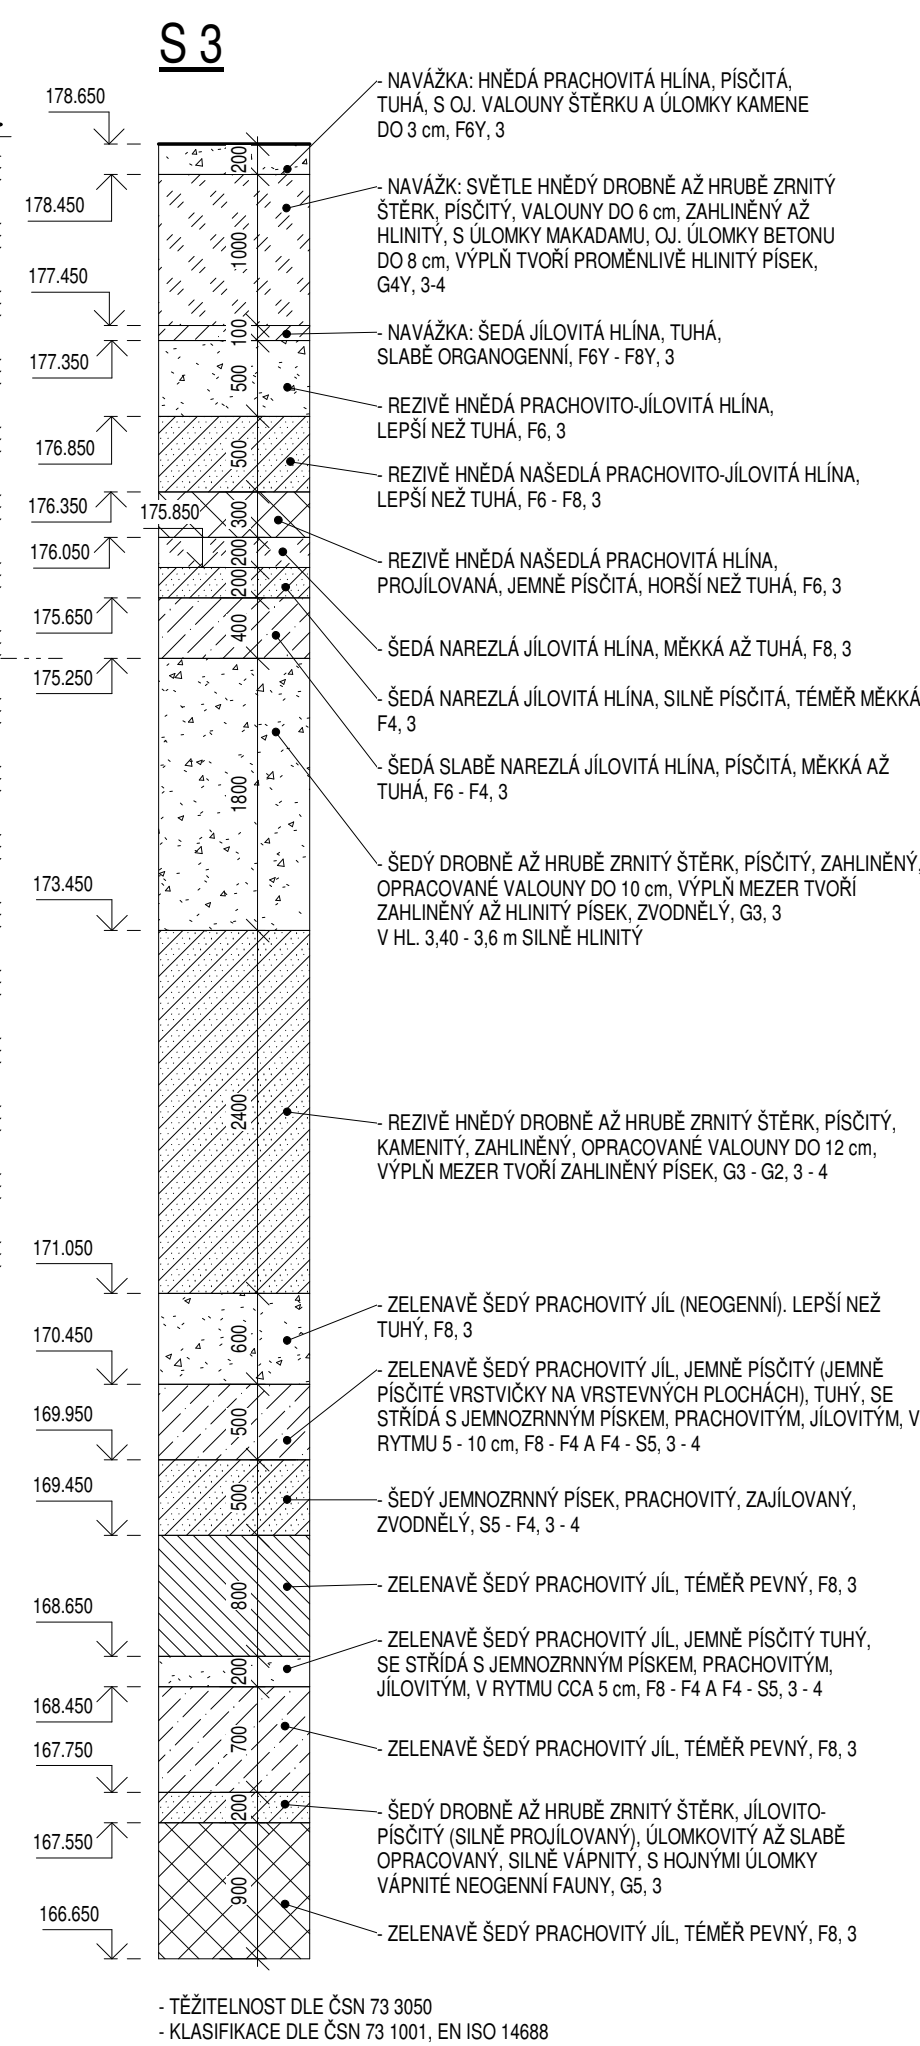 S 3
178.650
178.450
177.450
177.350
176.850
176.350
175.850
176.050
175.650
175.250
173.450
171.050
170.450
169.950
169.450
168.650
168.450
167.750
167.550
166.650
200
1000
100
500
500
300
200
200
400
1800
2400
600
500
500
800
200
700
200
900
- NAVÁŽKA: HNĚDÁ PRACHOVITÁ HLÍNA, PÍSČITÁ,
TUHÁ, S OJ. VALOUNY ŠTĚRKU A ÚLOMKY KAMENE
DO 3 cm, F6Y, 3
- NAVÁŽK: SVĚTLE HNĚDÝ DROBNĚ AŽ HRUBĚ ZRNITÝ
ŠTĚRK, PÍSČITÝ, VALOUNY DO 6 cm, ZAHLINĚNÝ AŽ
HLINITÝ, S ÚLOMKY MAKADAMU, OJ. ÚLOMKY BETONU
DO 8 cm, VÝPLŇ TVOŘÍ PROMĚNLIVĚ HLINITÝ PÍSEK,
G4Y, 3-4
- NAVÁŽKA: ŠEDÁ JÍLOVITÁ HLÍNA, TUHÁ,
SLABĚ ORGANOGENNÍ, F6Y - F8Y, 3
- REZIVĚ HNĚDÁ PRACHOVITO-JÍLOVITÁ HLÍNA,
LEPŠÍ NEŽ TUHÁ, F6, 3
- REZIVĚ HNĚDÁ NAŠEDLÁ PRACHOVITO-JÍLOVITÁ HLÍNA,
LEPŠÍ NEŽ TUHÁ, F6 - F8, 3
- REZIVĚ HNĚDÁ NAŠEDLÁ PRACHOVITÁ HLÍNA,
PROJÍLOVANÁ, JEMNĚ PÍSČITÁ, HORŠÍ NEŽ TUHÁ, F6, 3
- ŠEDÁ NAREZLÁ JÍLOVITÁ HLÍNA, MĚKKÁ AŽ TUHÁ, F8, 3
- ŠEDÁ NAREZLÁ JÍLOVITÁ HLÍNA, SILNĚ PÍSČITÁ, TÉMĚŘ MĚKKÁ
F4, 3
- ŠEDÁ SLABĚ NAREZLÁ JÍLOVITÁ HLÍNA, PÍSČITÁ, MĚKKÁ AŽ
TUHÁ, F6 - F4, 3
- ŠEDÝ DROBNĚ AŽ HRUBĚ ZRNITÝ ŠTĚRK, PÍSČITÝ, ZAHLINĚNÝ,
OPRACOVANÉ VALOUNY DO 10 cm, VÝPLŇ MEZER TVOŘÍ
ZAHLINĚNÝ AŽ HLINITÝ PÍSEK, ZVODNĚLÝ, G3, 3
V HL. 3,40 - 3,6 m SILNĚ HLINITÝ
- REZIVĚ HNĚDÝ DROBNĚ AŽ HRUBĚ ZRNITÝ ŠTĚRK, PÍSČITÝ,
KAMENITÝ, ZAHLINĚNÝ, OPRACOVANÉ VALOUNY DO 12 cm,
VÝPLŇ MEZER TVOŘÍ ZAHLINĚNÝ PÍSEK, G3 - G2, 3 - 4
- ZELENAVĚ ŠEDÝ PRACHOVITÝ JÍL (NEOGENNÍ). LEPŠÍ NEŽ
TUHÝ, F8, 3
- ZELENAVĚ ŠEDÝ PRACHOVITÝ JÍL, JEMNĚ PÍSČITÝ (JEMNĚ
PÍSČITÉ VRSTVIČKY NA VRSTEVNÝCH PLOCHÁCH), TUHÝ, SE
STŘÍDÁ S JEMNOZRNNÝM PÍSKEM, PRACHOVITÝM, JÍLOVITÝM, V
RYTMU 5 - 10 cm, F8 - F4 A F4 - S5, 3 - 4
- ŠEDÝ JEMNOZRNNÝ PÍSEK, PRACHOVITÝ, ZAJÍLOVANÝ,
ZVODNĚLÝ, S5 - F4, 3 - 4
- ZELENAVĚ ŠEDÝ PRACHOVITÝ JÍL, TÉMĚŘ PEVNÝ, F8, 3
- ZELENAVĚ ŠEDÝ PRACHOVITÝ JÍL, JEMNĚ PÍSČITÝ TUHÝ,
SE STŘÍDÁ S JEMNOZRNNÝM PÍSKEM, PRACHOVITÝM,
JÍLOVITÝM, V RYTMU CCA 5 cm, F8 - F4 A F4 - S5, 3 - 4
- ZELENAVĚ ŠEDÝ PRACHOVITÝ JÍL, TÉMĚŘ PEVNÝ, F8, 3
- ŠEDÝ DROBNĚ AŽ HRUBĚ ZRNITÝ ŠTĚRK, JÍLOVITO-
PÍSČITÝ (SILNĚ PROJÍLOVANÝ), ÚLOMKOVITÝ AŽ SLABĚ
OPRACOVANÝ, SILNĚ VÁPNITÝ, S HOJNÝMI ÚLOMKY
VÁPNITÉ NEOGENNÍ FAUNY, G5, 3
- ZELENAVĚ ŠEDÝ PRACHOVITÝ JÍL, TÉMĚŘ PEVNÝ, F8, 3
- TĚŽITELNOST DLE ČSN 73 3050
- KLASIFIKACE DLE ČSN 73 1001, EN ISO 14688